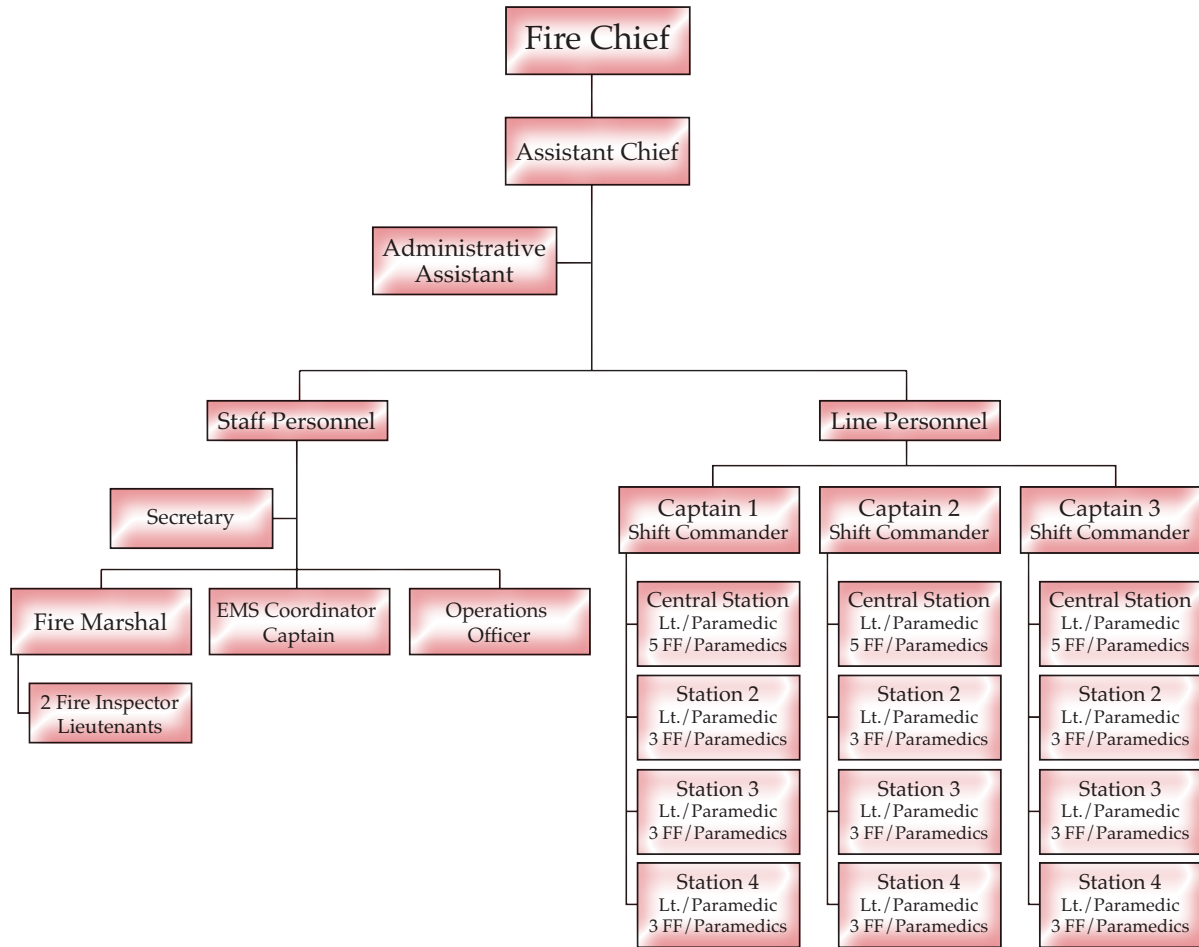 Fire Chief
Assistant Chief
Administrative
Assistant
Staff Personnel
Line Personnel
Secretary
Fire Marshal
EMS Coordinator
Captain
Operations
Officer
2 Fire Inspector
Lieutenants
Captain 1
Shift Commander
Central Station
Lt./Paramedic
5 FF/Paramedics
Station 2
Lt./Paramedic
3 FF/Paramedics
Station 3
Lt./Paramedic
3 FF/Paramedics
Station 4
Lt./Paramedic
3 FF/Paramedics
Captain 2
Shift Commander
Central Station
Lt./Paramedic
5 FF/Paramedics
Station 2
Lt./Paramedic
3 FF/Paramedics
Station 3
Lt./Paramedic
3 FF/Paramedics
Station 4
Lt./Paramedic
3 FF/Paramedics
Captain 3
Shift Commander
Central Station
Lt./Paramedic
5 FF/Paramedics
Station 2
Lt./Paramedic
3 FF/Paramedics
Station 3
Lt./Paramedic
3 FF/Paramedics
Station 4
Lt./Paramedic
3 FF/Paramedics